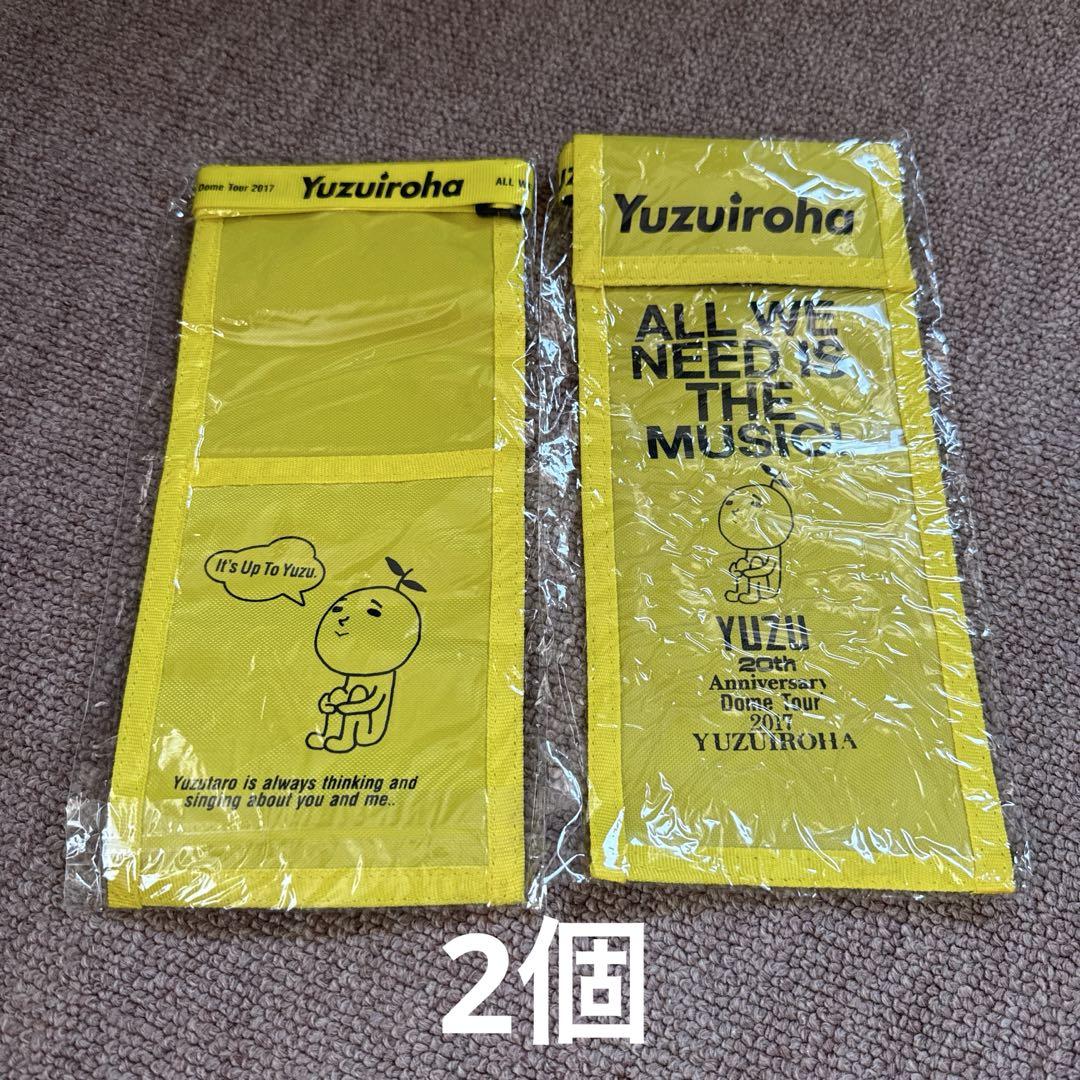 Dome Tour 2017 Yuzuiroha ALL W
It's Up To Yuzu.
Yuzutaro is always thinking and
singing about you and me..
Yuzuiroha
ALL WE
NEED IS
THE
MUSIC!
YUZU
20th
Anniversary
Dome Tour
2017
YUZUIROHA
2個